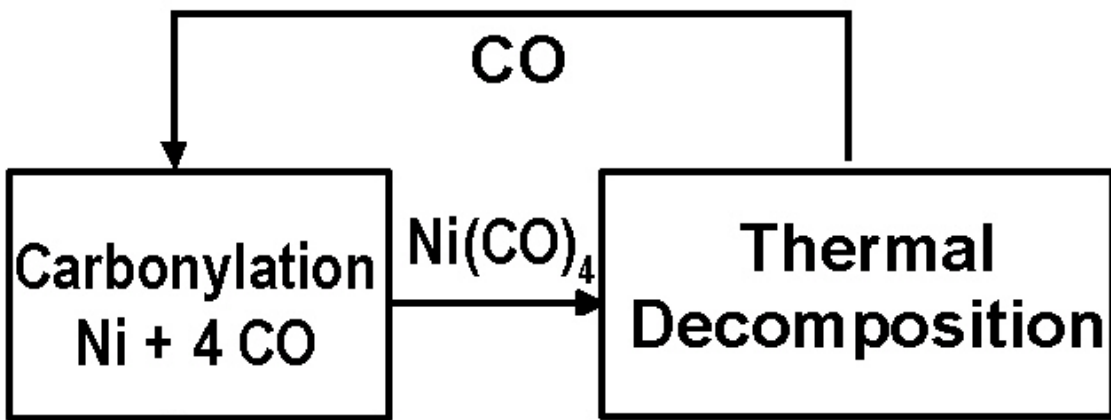 CO
Carbonylation
Ni + 4 CO
Ni(CO)₄
Thermal
Decomposition